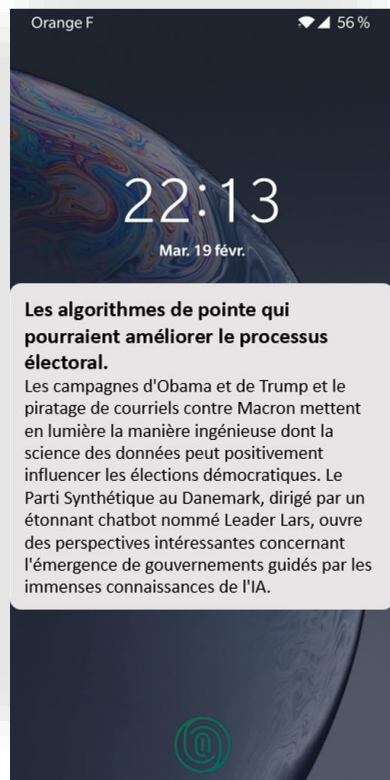 Orange F 56 %
22:13
Mar. 19 févr.
Les algorithmes de pointe qui
pourraient améliorer le processus
électoral.
Les campagnes d'Obama et de Trump et le
piratage de courriels contre Macron mettent
en lumière la manière ingénieuse dont la
science des données peut positivement
influencer les élections démocratiques. Le
Parti Synthétique au Danemark, dirigé par un
étonnant chatbot nommé Leader Lars, ouvre
des perspectives intéressantes concernant
l'émergence de gouvernements guidés par les
immenses connaissances de l'IA.